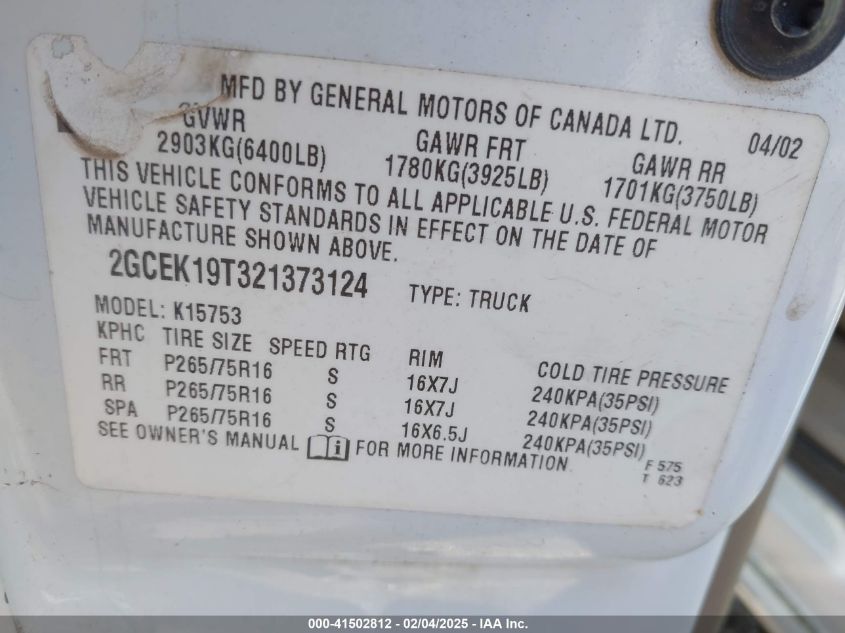 MFD BY GENERAL MOTORS OF CANADA LTD. 04/02
GVWR GAWR FRT GAWR RR
2903KG(6400LB) 1780KG(3925LB) 1701KG(3750LB)
THIS VEHICLE CONFORMS TO ALL APPLICABLE U.S. FEDERAL MOTOR
VEHICLE SAFETY STANDARDS IN EFFECT ON THE DATE OF
MANUFACTURE SHOWN ABOVE.
2GCEK19T321373124 TYPE: TRUCK
MODEL: K15753
KPHC TIRE SIZE SPEED RTG RIM COLD TIRE PRESSURE
FRT P265/75R16 S 16X7J 240KPA(35PSI)
RR P265/75R16 S 16X7J 240KPA(35PSI)
SPA P265/75R16 S 16X6.5J 240KPA(35PSI)
SEE OWNER'S MANUAL FOR MORE INFORMATION.
F 575
T 623
000-41502812 - 02/04/2025 - IAA Inc.